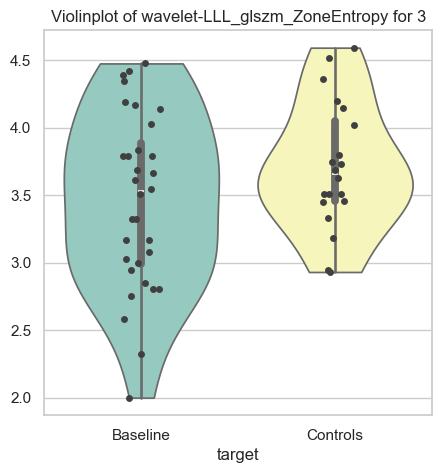 Violinplot of wavelet-LLL_glszm_ZoneEntropy for 3
4.5
4.0
3.5
3.0
2.5
2.0
Baseline Controls
target